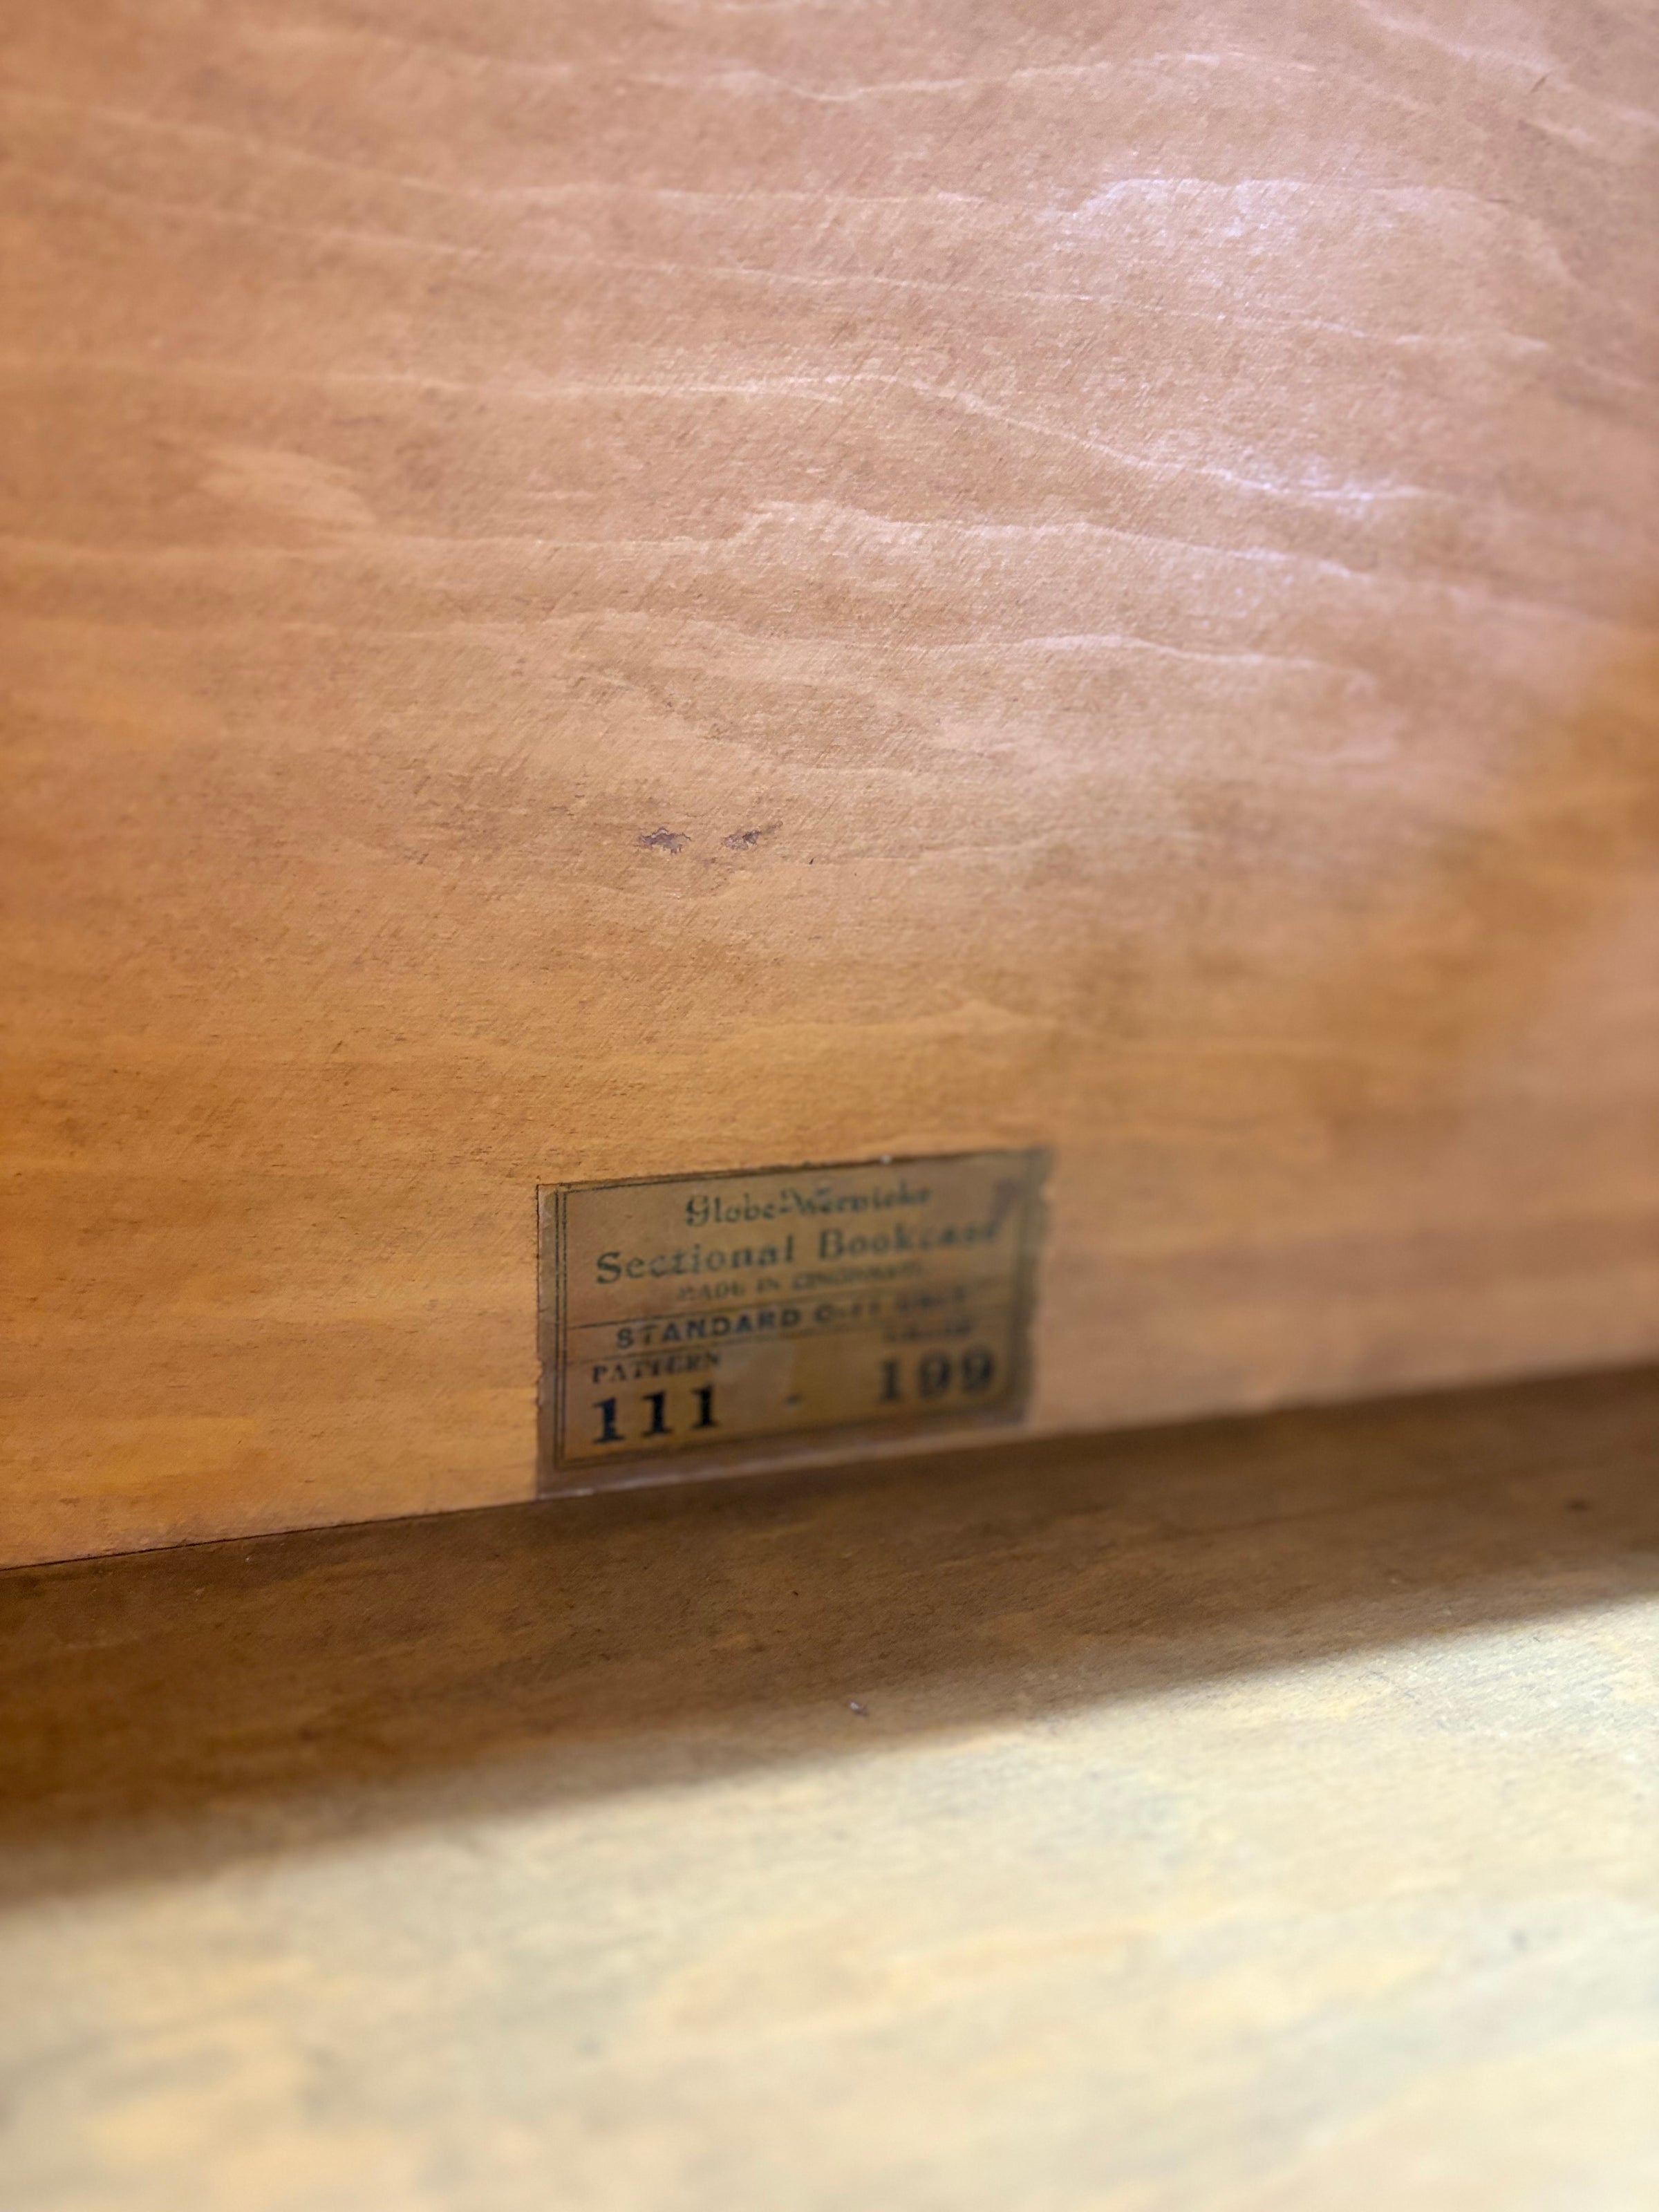 Globe-Wernicke
Sectional Bookcase
MADE IN CINCINNATI
STANDARD
PATTERN
111 - 199